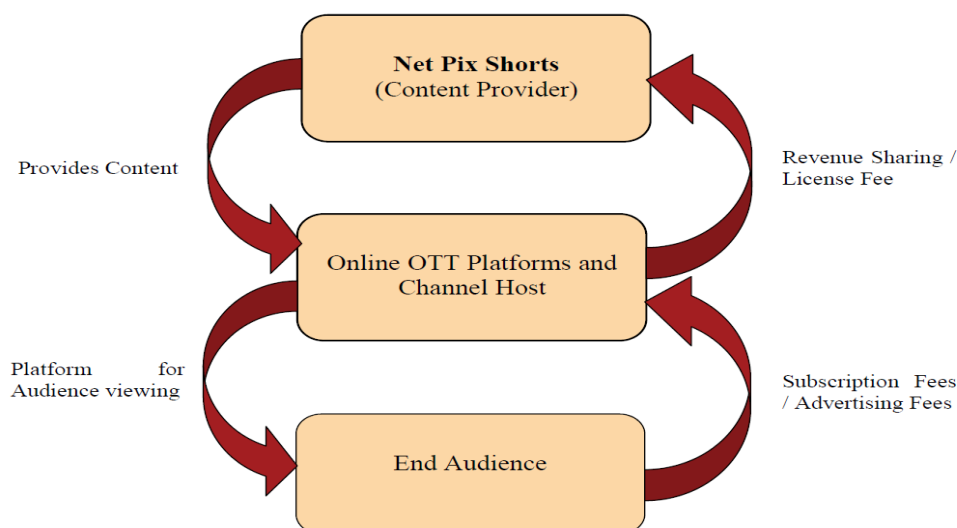 Net Pix Shorts
(Content Provider)
Provides Content
Revenue Sharing /
License Fee
Online OTT Platforms and
Channel Host
Platform for
Audience viewing
Subscription Fees
/ Advertising Fees
End Audience